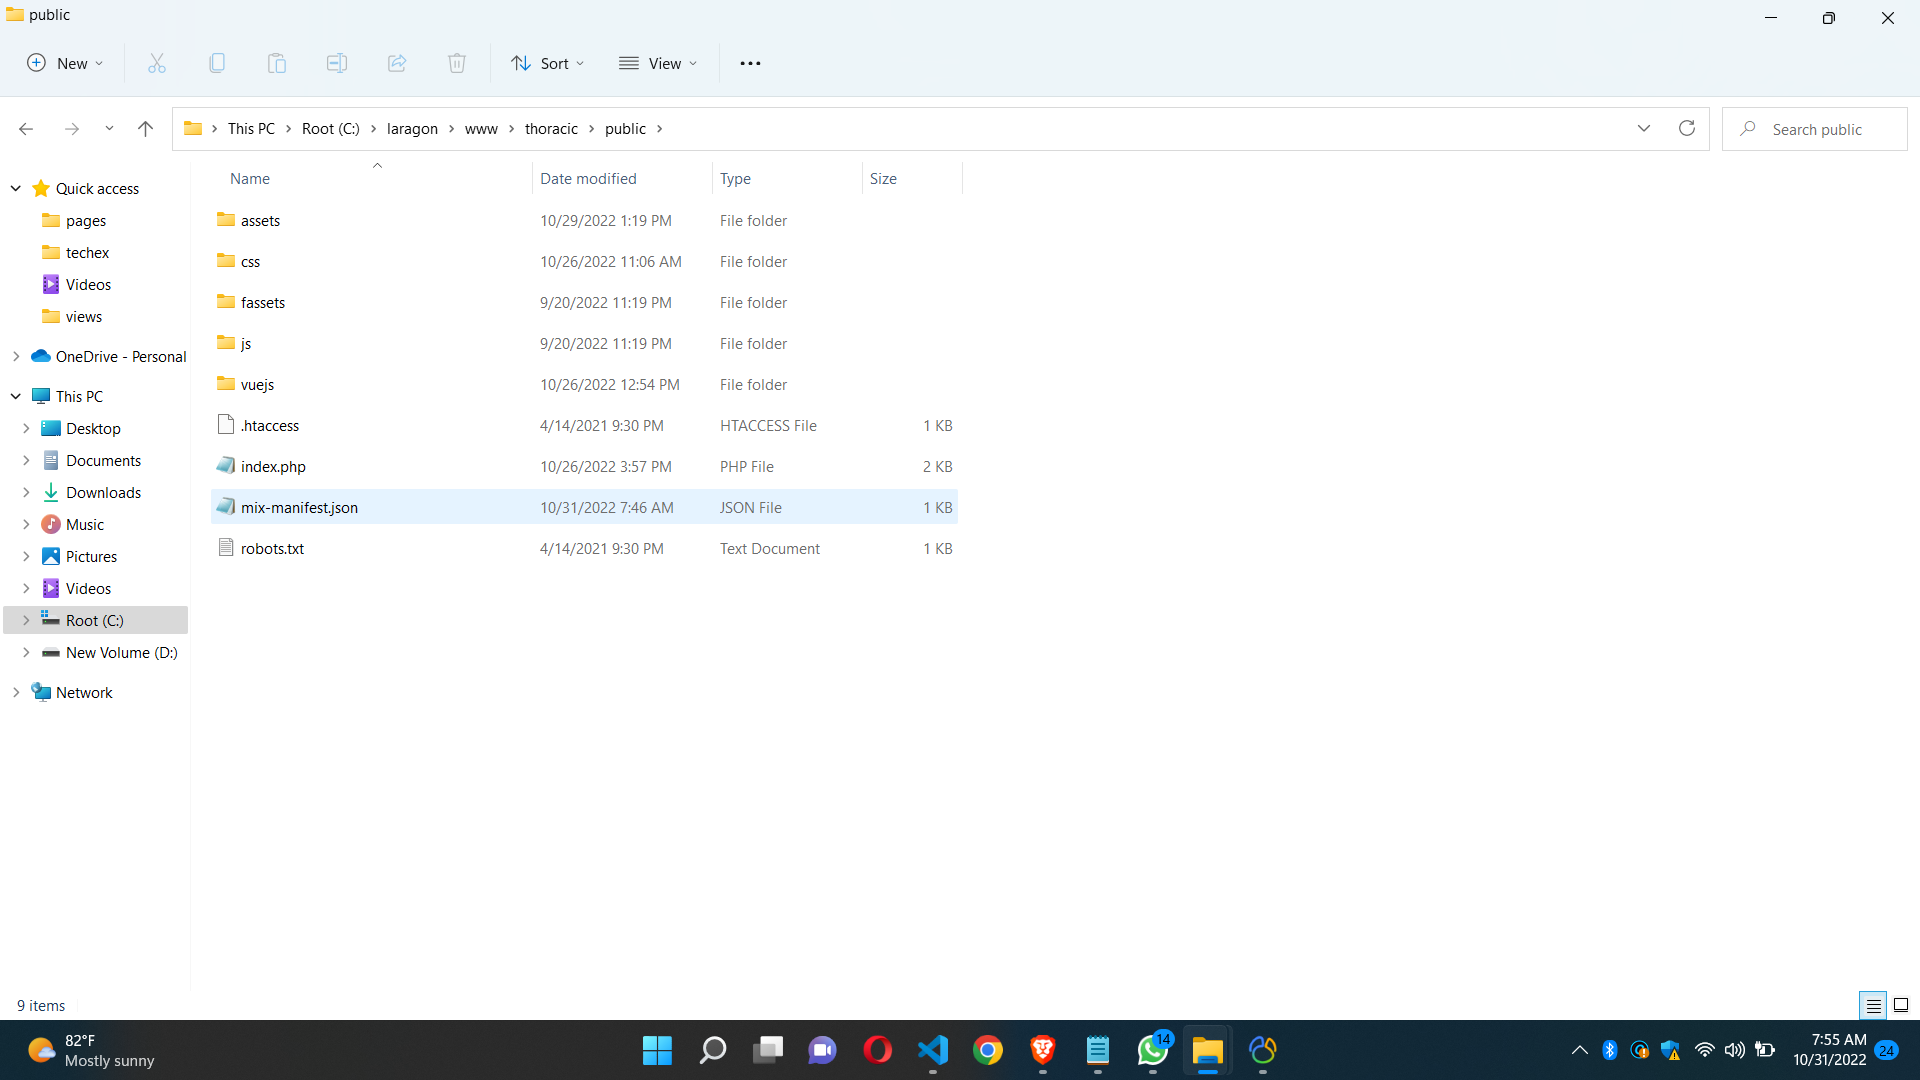 public
New
Sort
View
This PC
Root (C:)
laragon
www
thoracic
public
Search public
Quick access
pages
techex
Videos
views
OneDrive - Personal
This PC
Desktop
Documents
Downloads
Music
Pictures
Videos
Root (C:)
New Volume (D:)
Network
Name Date modified Type Size
assets 10/29/2022 1:19 PM File folder
css 10/26/2022 11:06 AM File folder
fassets 9/20/2022 11:19 PM File folder
js 9/20/2022 11:19 PM File folder
vuejs 10/26/2022 12:54 PM File folder
.htaccess 4/14/2021 9:30 PM HTACCESS File 1 KB
index.php 10/26/2022 3:57 PM PHP File 2 KB
mix-manifest.json 10/31/2022 7:46 AM JSON File 1 KB
robots.txt 4/14/2021 9:30 PM Text Document 1 KB
9 items
82°F
Mostly sunny
14
7:55 AM
10/31/2022
24